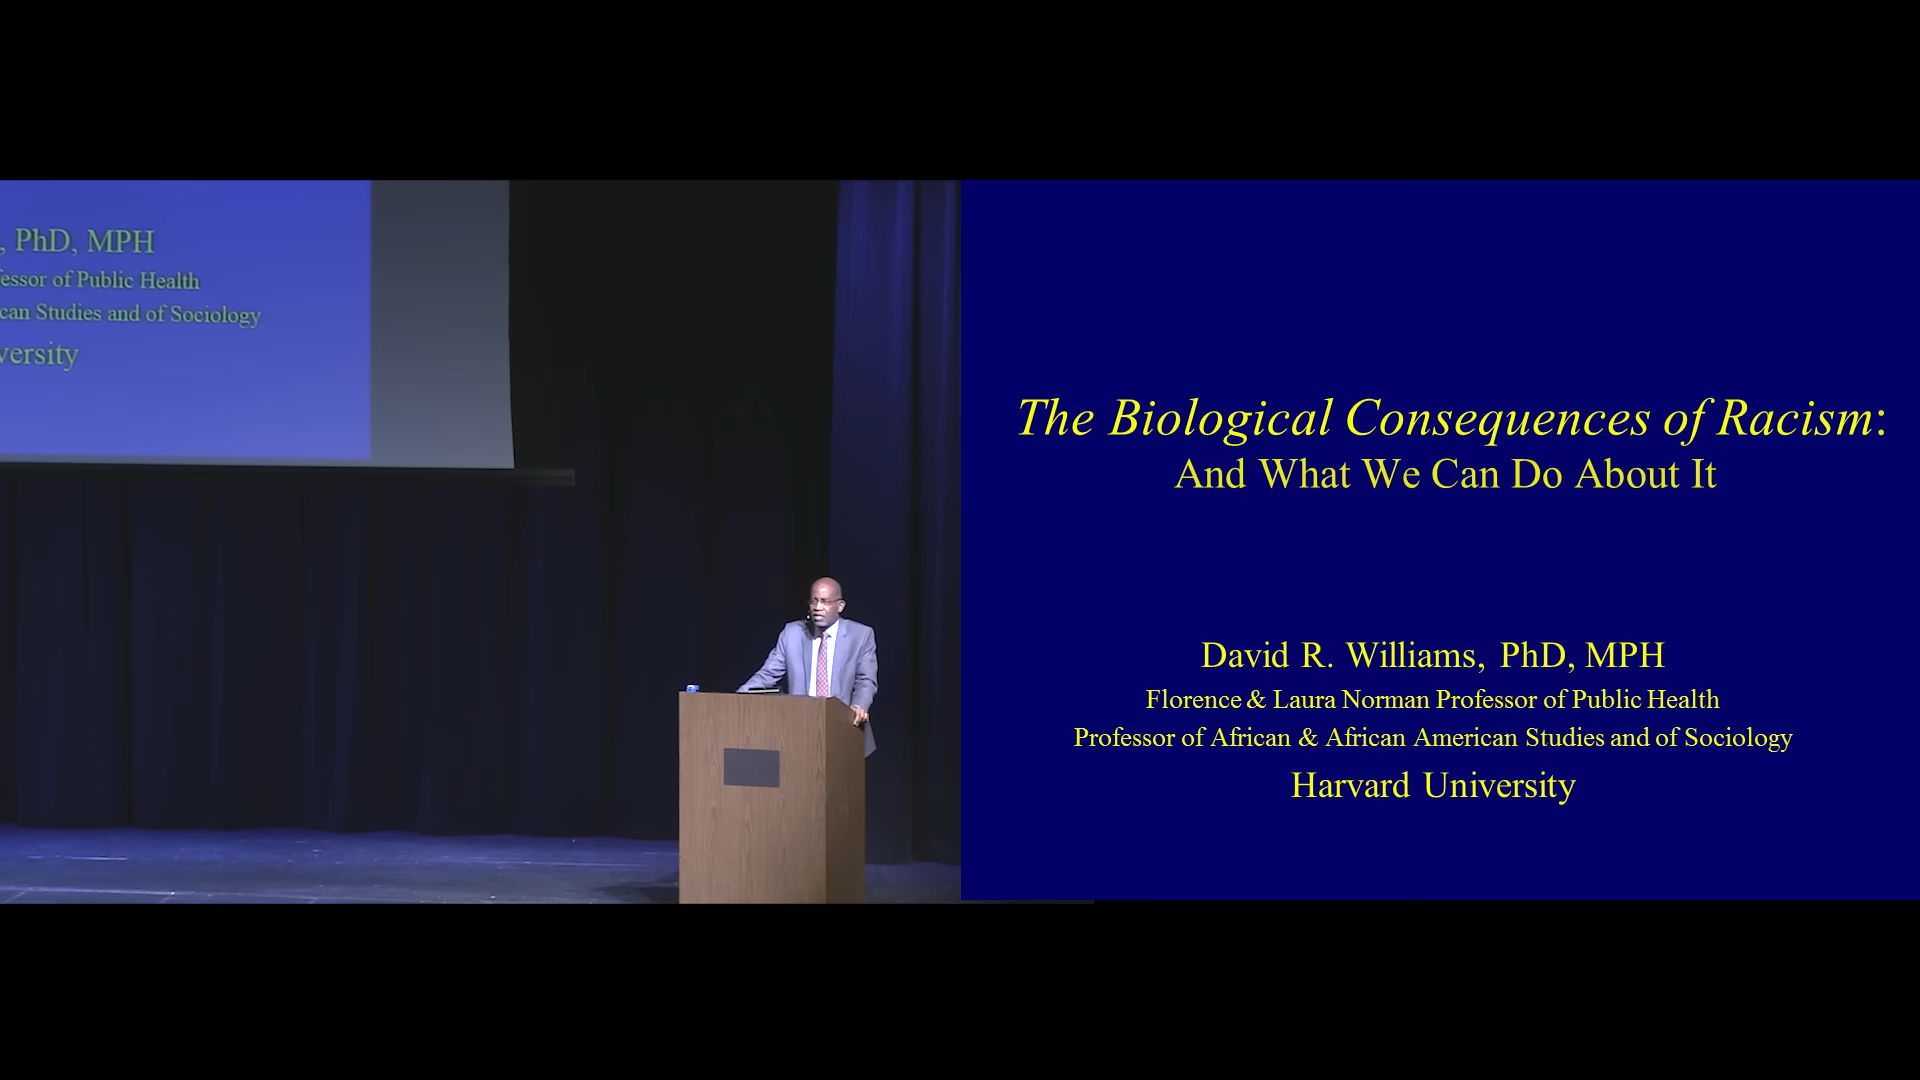 , PhD, MPH
essor of Public Health
can Studies and of Sociology
versity
The Biological Consequences of Racism:
And What We Can Do About It
David R. Williams, PhD, MPH
Florence & Laura Norman Professor of Public Health
Professor of African & African American Studies and of Sociology
Harvard University